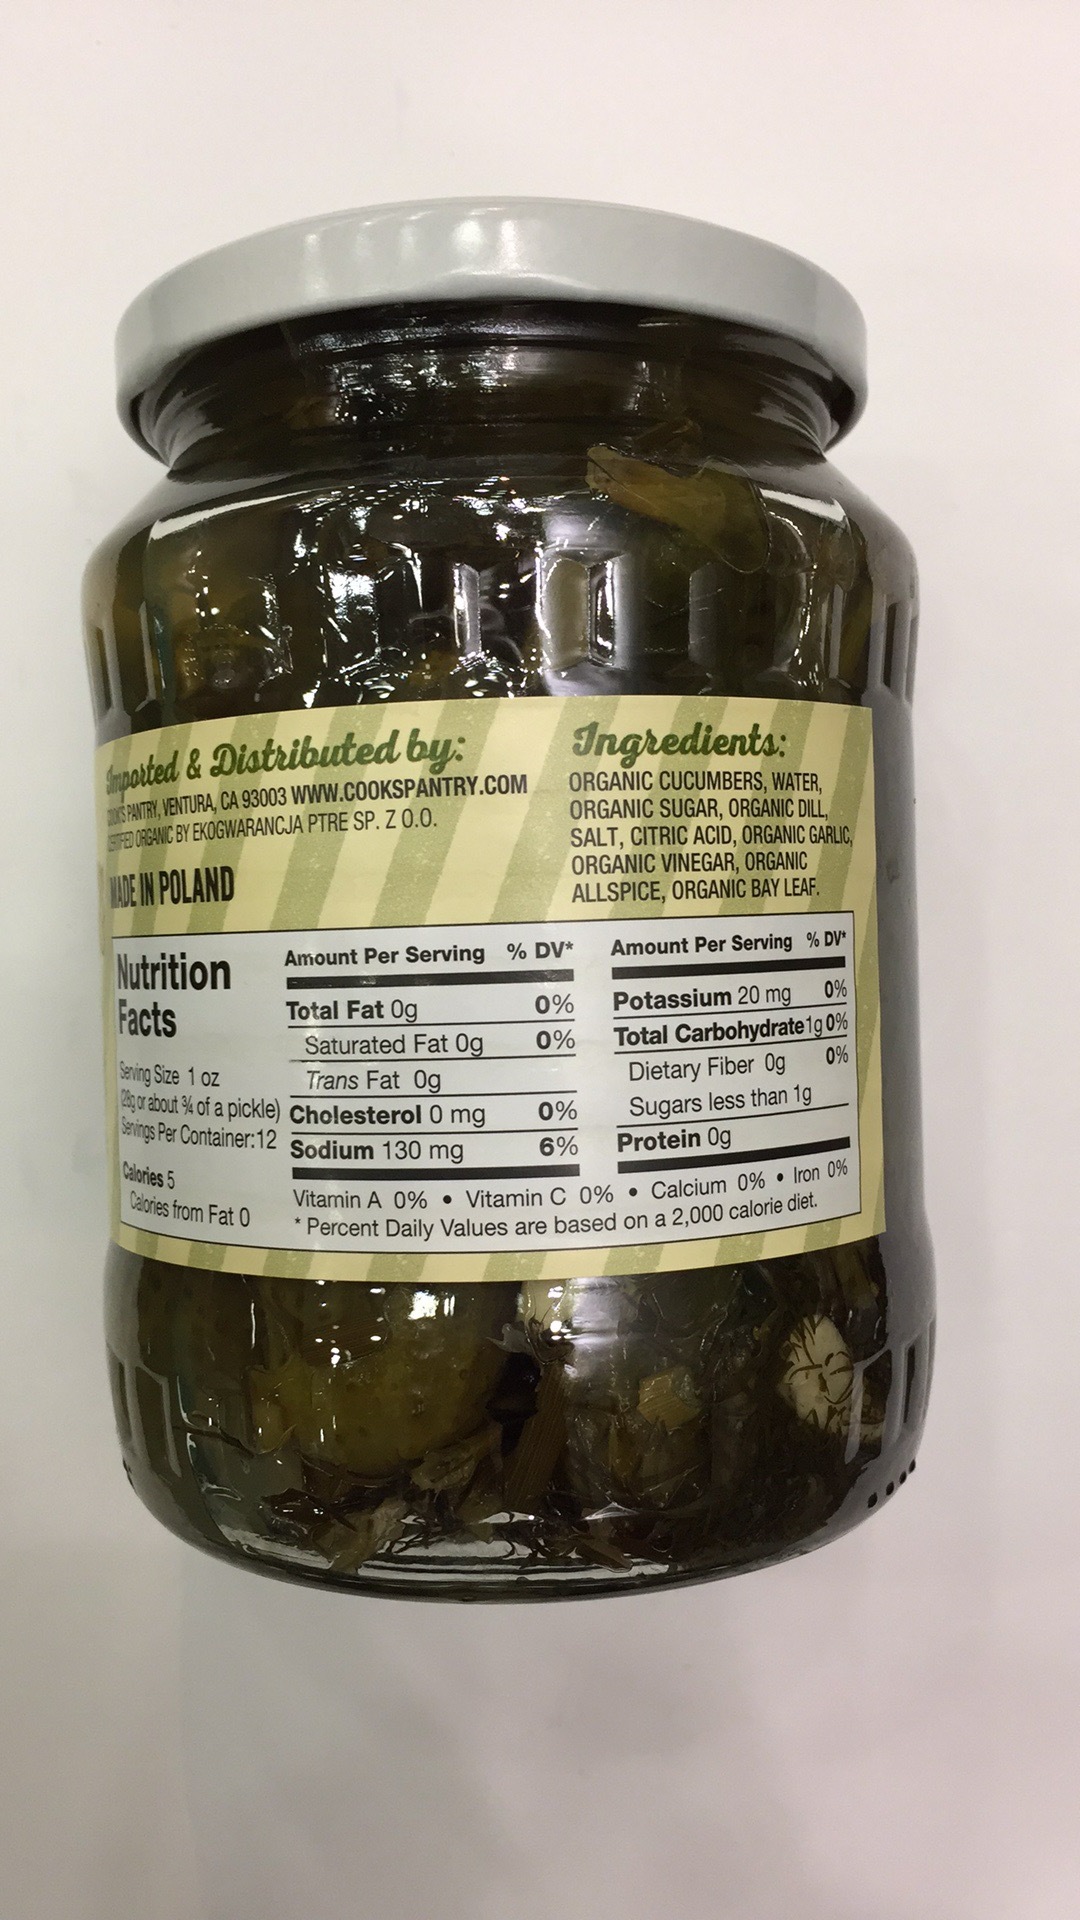 Imported & Distributed by:
COOK'S PANTRY, VENTURA, CA 93003 WWW.COOKSPANTRY.COM
CERTIFIED ORGANIC BY EKOGWARANCJA PTRE SP. Z O.O.
MADE IN POLAND
Ingredients:
ORGANIC CUCUMBERS, WATER,
ORGANIC SUGAR, ORGANIC DILL,
SALT, CITRIC ACID, ORGANIC GARLIC,
ORGANIC VINEGAR, ORGANIC
ALLSPICE, ORGANIC BAY LEAF.
Nutrition
Facts
Serving Size 1 oz
(28g or about ¾ of a pickle)
Servings Per Container:12
Calories 5
Calories from Fat 0
Amount Per Serving % DV*
Total Fat 0g 0%
Saturated Fat 0g 0%
Trans Fat 0g
Cholesterol 0 mg 0%
Sodium 130 mg 6%
Amount Per Serving % DV*
Potassium 20 mg 0%
Total Carbohydrate 1g 0%
Dietary Fiber 0g 0%
Sugars less than 1g
Protein 0g
Vitamin A 0% • Vitamin C 0% • Calcium 0% • Iron 0%
* Percent Daily Values are based on a 2,000 calorie diet.